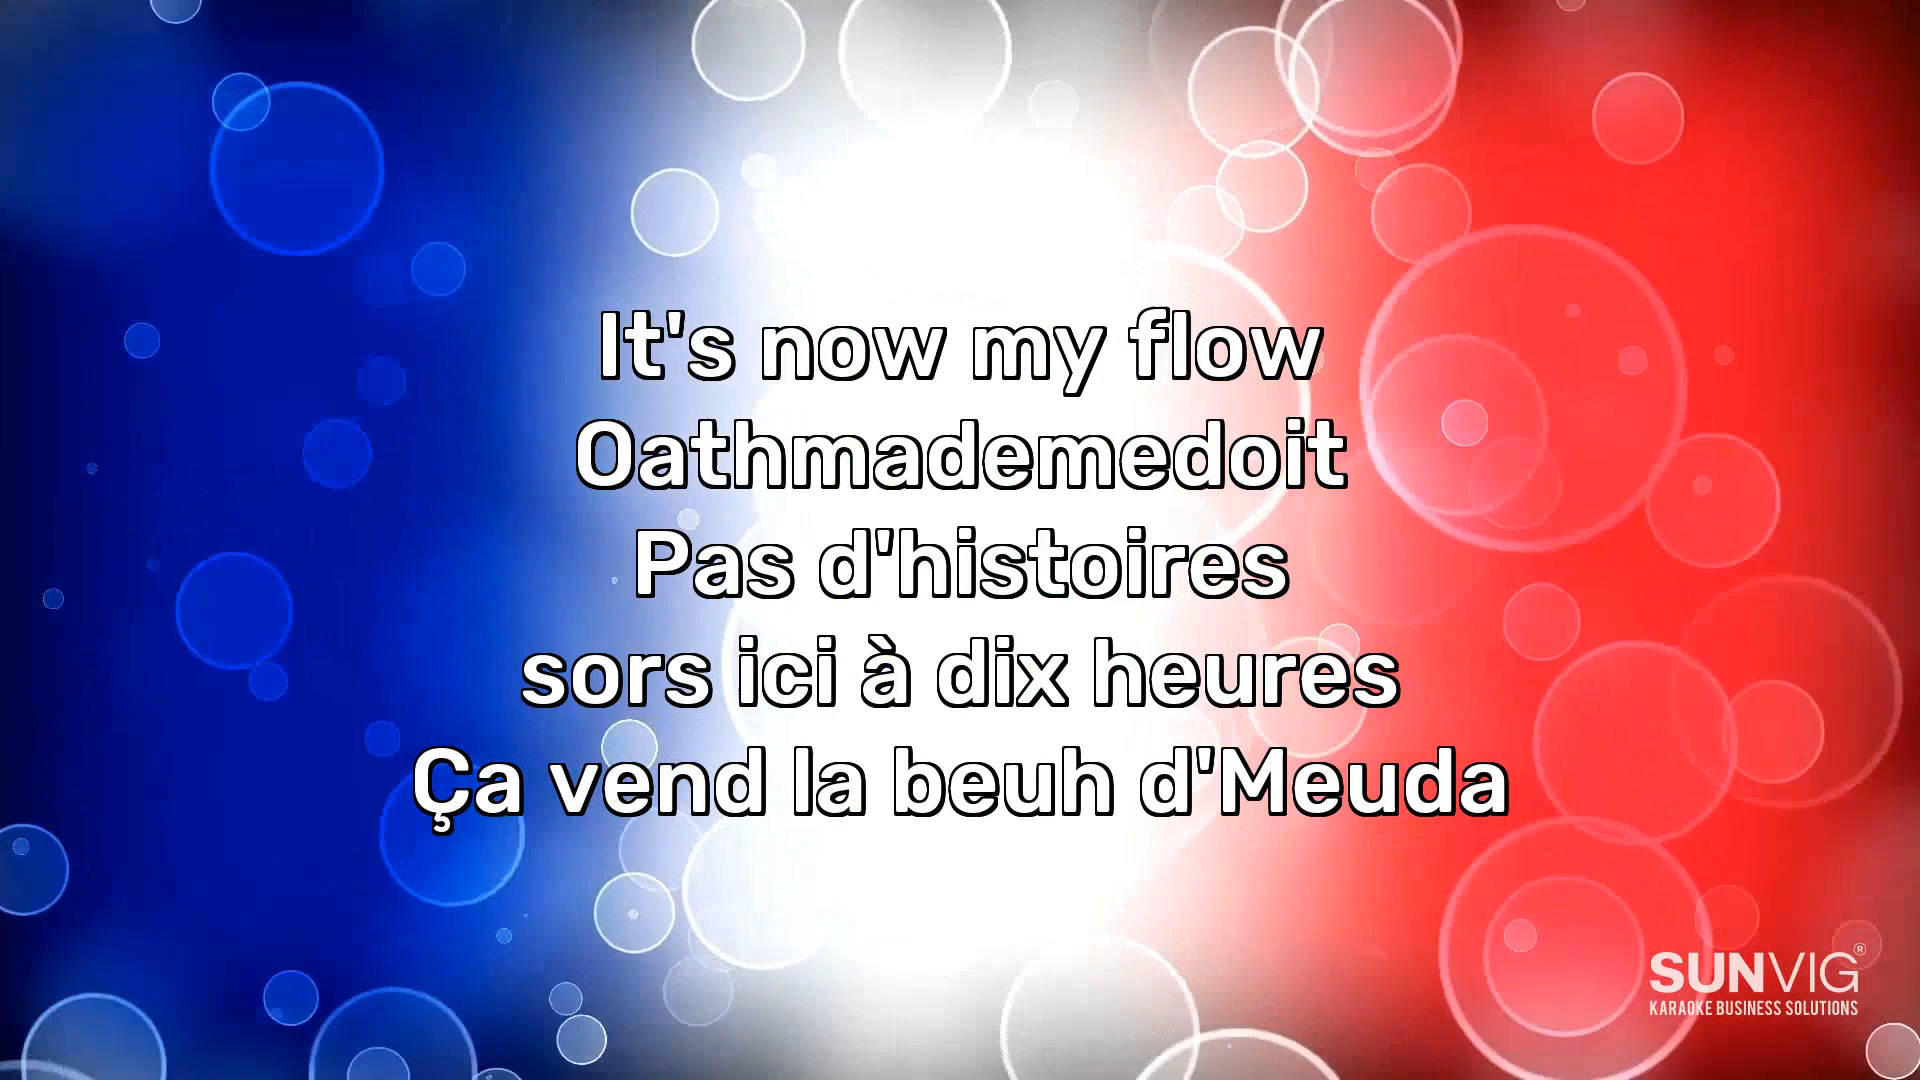 It's now my flow
Oathmademedoit
Pas d'histoires
sors ici à dix heures
Ça vend la beuh d'Meuda
SUNVIG®
KARAOKE BUSINESS SOLUTIONS